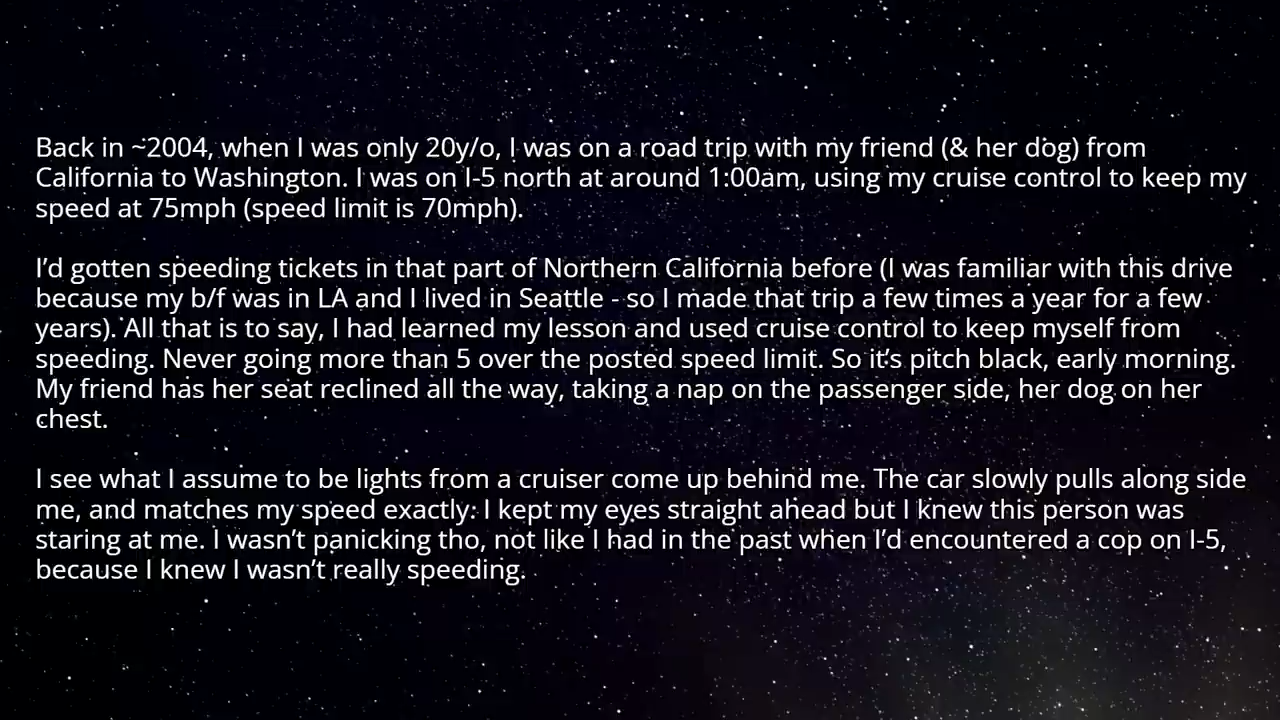 Back in ~2004, when I was only 20y/o, I was on a road trip with my friend (& her dog) from
California to Washington. I was on I-5 north at around 1:00am, using my cruise control to keep my
speed at 75mph (speed limit is 70mph).
I’d gotten speeding tickets in that part of Northern California before (I was familiar with this drive
because my b/f was in LA and I lived in Seattle - so I made that trip a few times a year for a few
years). All that is to say, I had learned my lesson and used cruise control to keep myself from
speeding. Never going more than 5 over the posted speed limit. So it’s pitch black, early morning.
My friend has her seat reclined all the way, taking a nap on the passenger side, her dog on her
chest.
I see what I assume to be lights from a cruiser come up behind me. The car slowly pulls along side
me, and matches my speed exactly. I kept my eyes straight ahead but I knew this person was
staring at me. I wasn’t panicking tho, not like I had in the past when I’d encountered a cop on I-5,
because I knew I wasn’t really speeding.